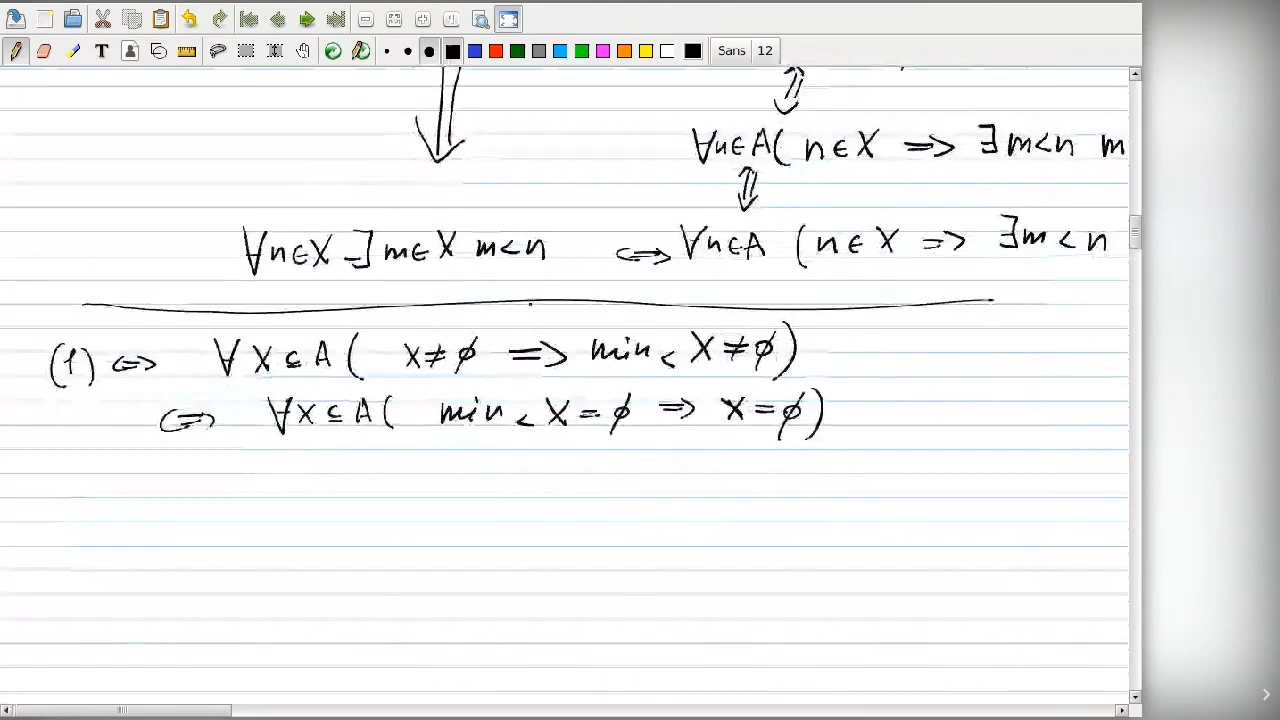 Sans 12
∀n∈A( n∈X => ∃m<n m
∀n∈X ∃m∈X m<n <=> ∀n∈A (n∈X => ∃m<n
(1) <=> ∀X⊆A( X≠∅ => min< X≠∅)
<=> ∀X⊆A( min< X=∅ => X=∅)